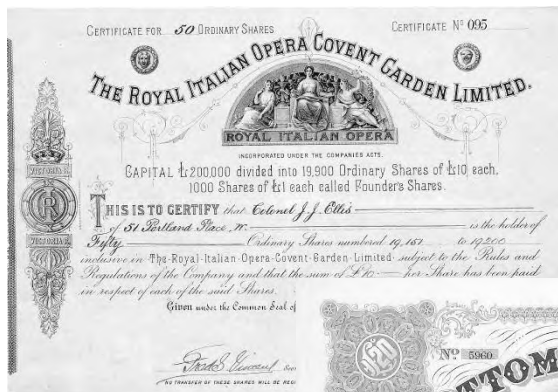 CERTIFICATE FOR 50 ORDINARY SHARES
CERTIFICATE No 095
THE ROYAL ITALIAN OPERA COVENT GARDEN LIMITED.
ROYAL ITALIAN OPERA
INCORPORATED UNDER THE COMPANIES ACTS.
CAPITAL £200,000 divided into 19,900 Ordinary Shares of £10 each,
1000 Shares of £1 each called Founder's Shares.
THIS IS TO CERTIFY that Colonel J. J. Ellis
of 51 Portland Place, W. is the holder of
Fifty Ordinary Shares numbered 19,151 to 19200
inclusive in The Royal Italian Opera Covent Garden Limited subject to the Rules and
Regulations of the Company and that the sum of £10 per Share has been paid
in respect of each of the said Shares.
Given under the Common Seal of
NO TRANSFER OF THESE SHARES WILL BE REGI
VICTORIA
R
VICTORIA
£20
No 5960
TTOM